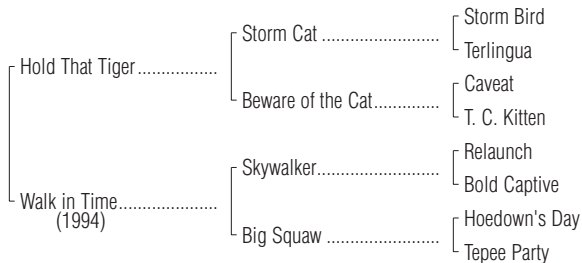 Storm Bird
Storm Cat ........................
Terlingua
Hold That Tiger.................
Caveat
Beware of the Cat..............
T. C. Kitten
Relaunch
Skywalker.........................
Bold Captive
Walk in Time.....................
(1994)
Hoedown's Day
Big Squaw .......................
Tepee Party